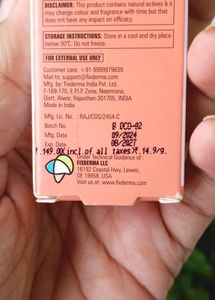 DISCLAIMER: This product contains natural actives & it
may change colour and fragrance with time but that
does not have any impact on efficacy.
STORAGE INSTRUCTIONS: Store in a cool and dry place
below 30°C. Do not freeze.
FOR EXTERNAL USE ONLY
Customer care: +91-9999779839
Mail to: support@fixderma.in
Mfg. by: Fixderma India Pvt. Ltd.
E-169-170, E.P.I.P. Zone, Neemrana,
Distt. Alwar, Rajasthan-301705, INDIA
Made in India
Mfg. Lic. No.: RAJ/COS/2454-C
Batch No. : B DCO-02
Mfg. Date : 09/2024
Exp. Date : 08/2027
149.00(incl.of all taxes)₹.14.9/g.
Under Technical Guidance of :
FIXDERMA LLC
16192 Coastal Hwy, Lewes,
DE 19958, USA
Visit us at: www.fixderma.com